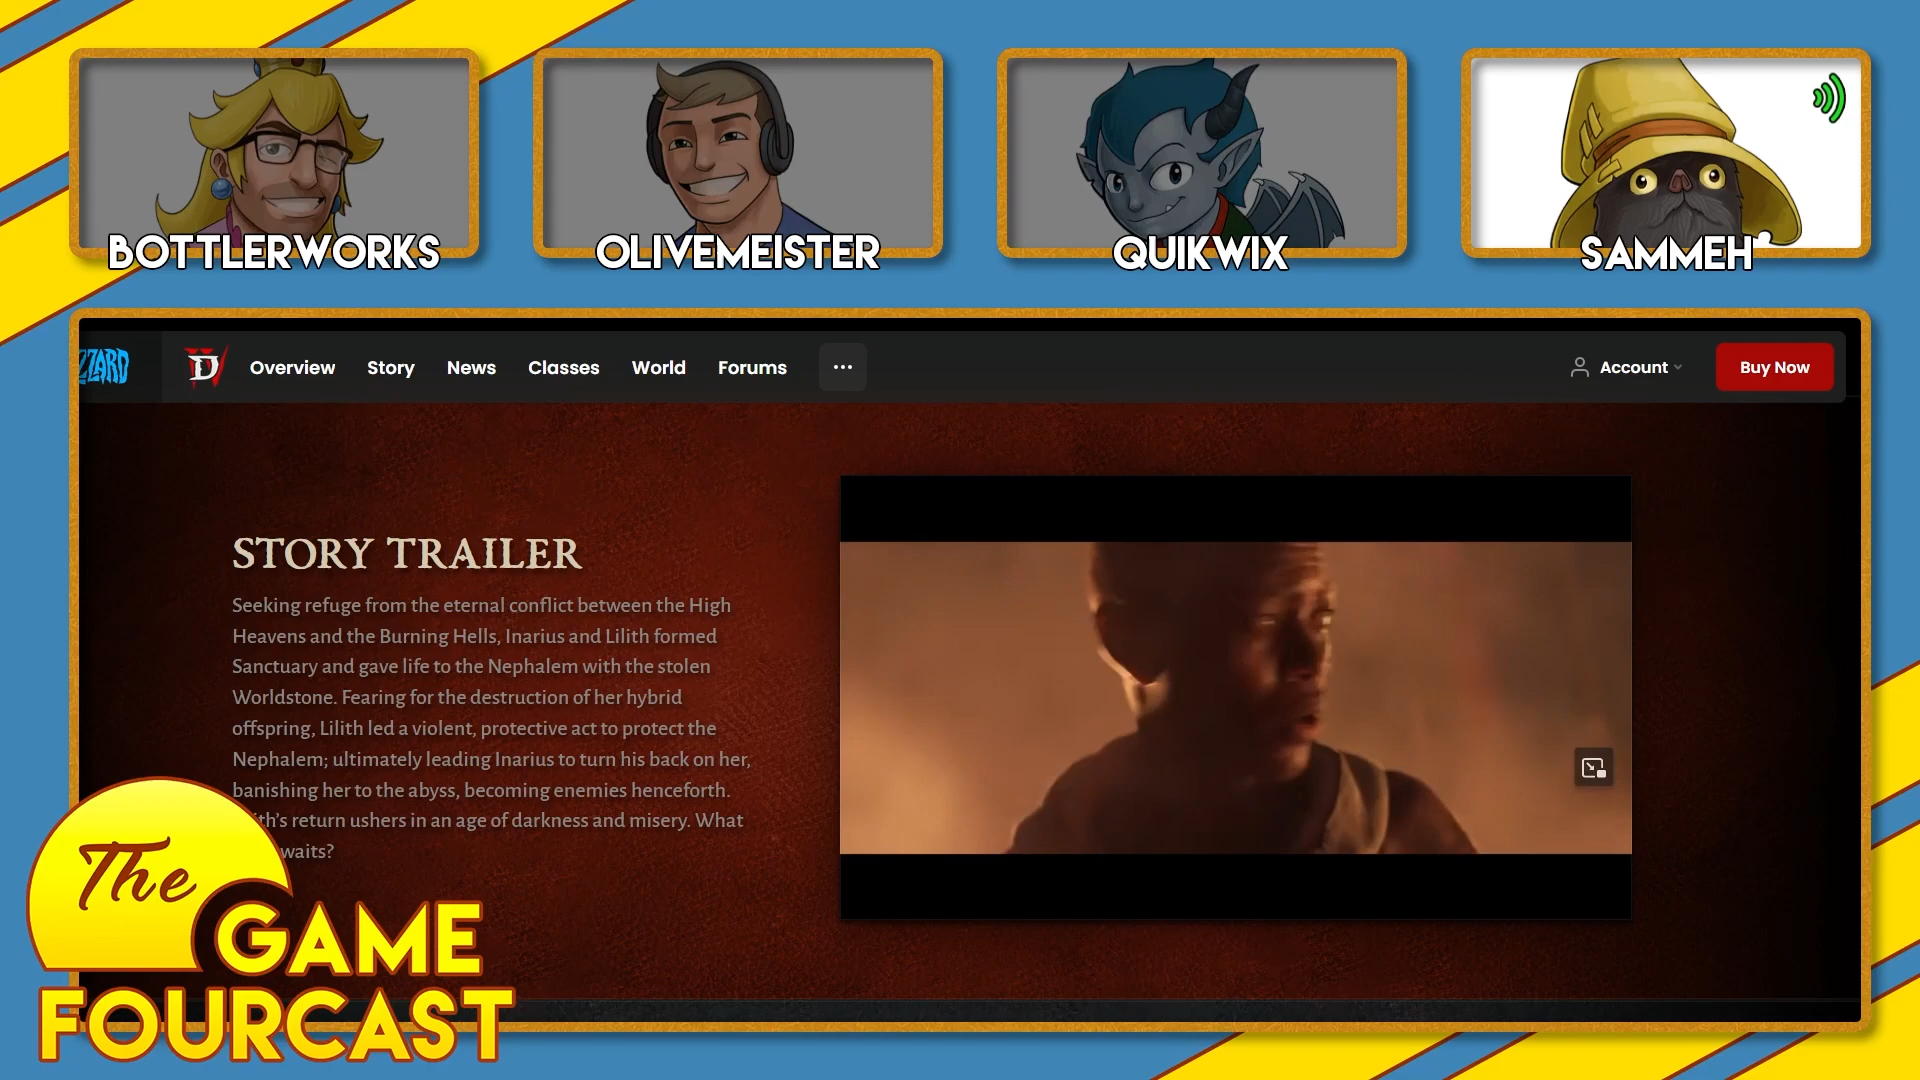 BOTTLERWORKS
OLIVEMEISTER
QUIKWIX
SAMMEH
ZZARD
D
Overview
Story
News
Classes
World
Forums
Account
Buy Now
STORY TRAILER
Seeking refuge from the eternal conflict between the High
Heavens and the Burning Hells, Inarius and Lilith formed
Sanctuary and gave life to the Nephalem with the stolen
Worldstone. Fearing for the destruction of her hybrid
offspring, Lilith led a violent, protective act to protect the
Nephalem; ultimately leading Inarius to turn his back on her,
banishing her to the abyss, becoming enemies henceforth.
ith's return ushers in an age of darkness and misery. What
waits?
The
GAME
FOURCAST